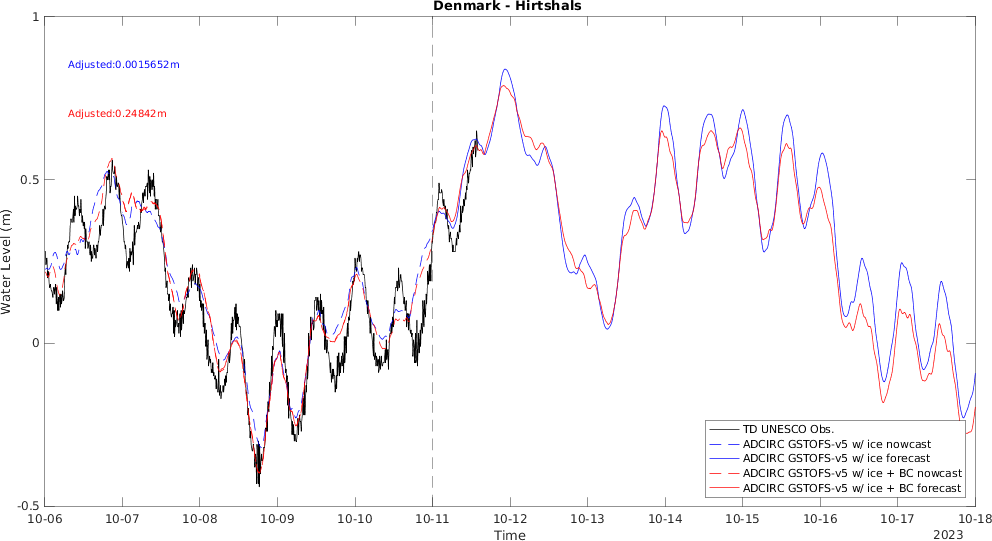 Denmark - Hirtshals
1
Adjusted:0.0015652m
Adjusted:0.24842m
0.5
Water Level (m)
0
TD UNESCO Obs.
ADCIRC GSTOFS-v5 w/ ice nowcast
ADCIRC GSTOFS-v5 w/ ice forecast
ADCIRC GSTOFS-v5 w/ ice + BC nowcast
ADCIRC GSTOFS-v5 w/ ice + BC forecast
-0.5
10-06 10-07 10-08 10-09 10-10 10-11 10-12 10-13 10-14 10-15 10-16 10-17 10-18
Time
2023